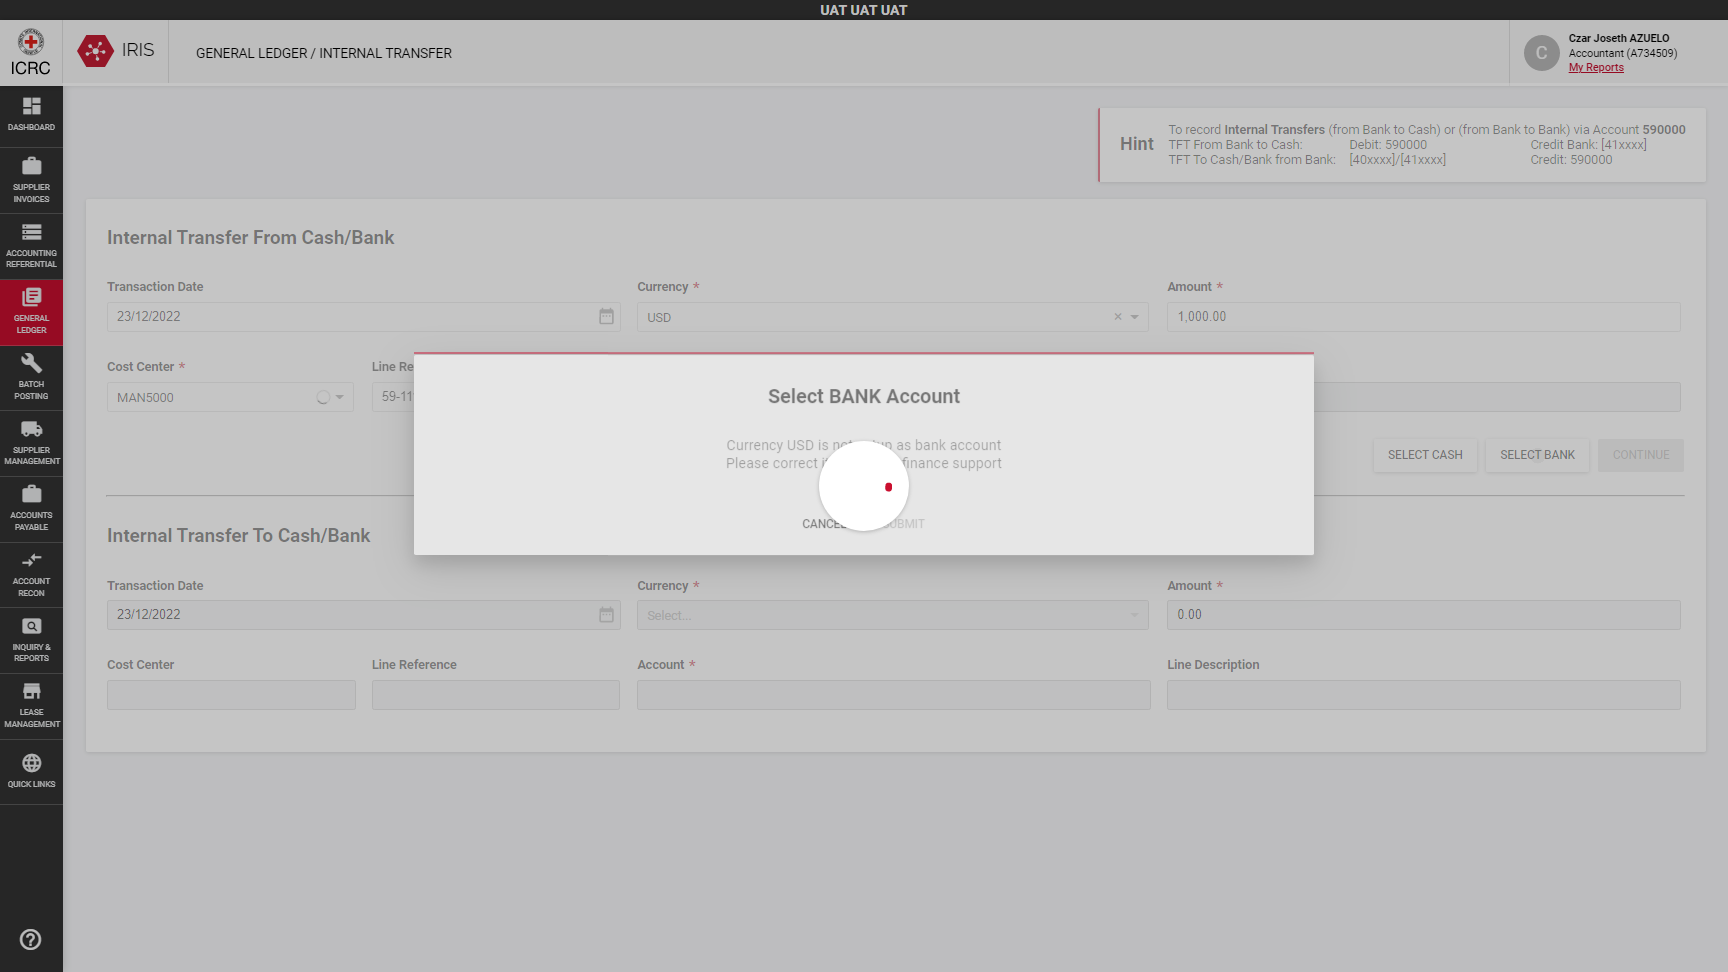 UAT UAT UAT
ICRC
IRIS
GENERAL LEDGER / INTERNAL TRANSFER
C
Czar Joseth AZUELO
Accountant (A734509)
My Reports
DASHBOARD
SUPPLIER
INVOICES
ACCOUNTING
REFERENTIAL
GENERAL
LEDGER
BATCH
POSTING
SUPPLIER
MANAGEMENT
ACCOUNTS
PAYABLE
ACCOUNT
RECON
INQUIRY &
REPORTS
LEASE
MANAGEMENT
QUICK LINKS
Hint
To record Internal Transfers (from Bank to Cash) or (from Bank to Bank) via Account 590000
TFT From Bank to Cash: Debit: 590000 Credit Bank: [41xxxx]
TFT To Cash/Bank from Bank: [40xxxx]/[41xxxx] Credit: 590000
Internal Transfer From Cash/Bank
Transaction Date Currency * Amount *
23/12/2022 USD 1,000.00
Cost Center * Line Re
MAN5000 59-11
Select BANK Account
Currency USD is as bank account
Please correct finance support
CANCEL
SELECT CASH SELECT BANK CONTINUE
Internal Transfer To Cash/Bank
Transaction Date Currency * Amount *
23/12/2022 Select... 0.00
Cost Center Line Reference Account * Line Description